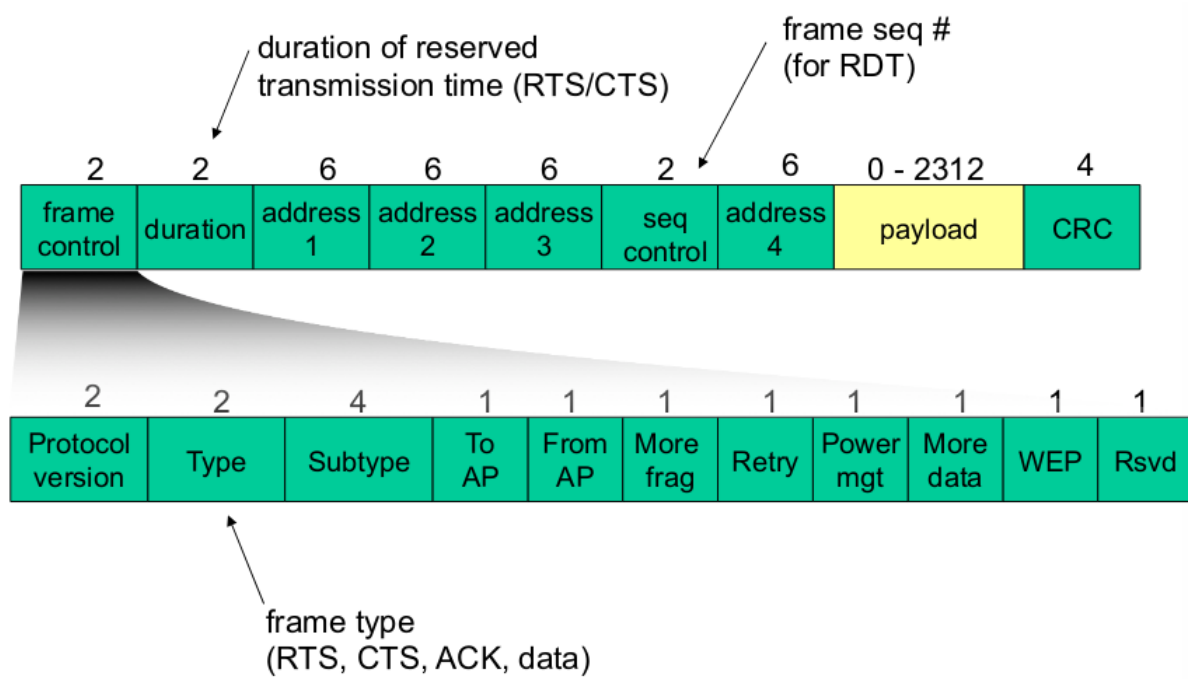 duration of reserved
transmission time (RTS/CTS)
frame seq #
(for RDT)
2 2 6 6 6 2 6 0 - 2312 4
frame
control
duration
address
1
address
2
address
3
seq
control
address
4
payload
CRC
2 2 4 1 1 1 1 1 1 1 1
Protocol
version
Type
Subtype
To
AP
From
AP
More
frag
Retry
Power
mgt
More
data
WEP
Rsvd
frame type
(RTS, CTS, ACK, data)